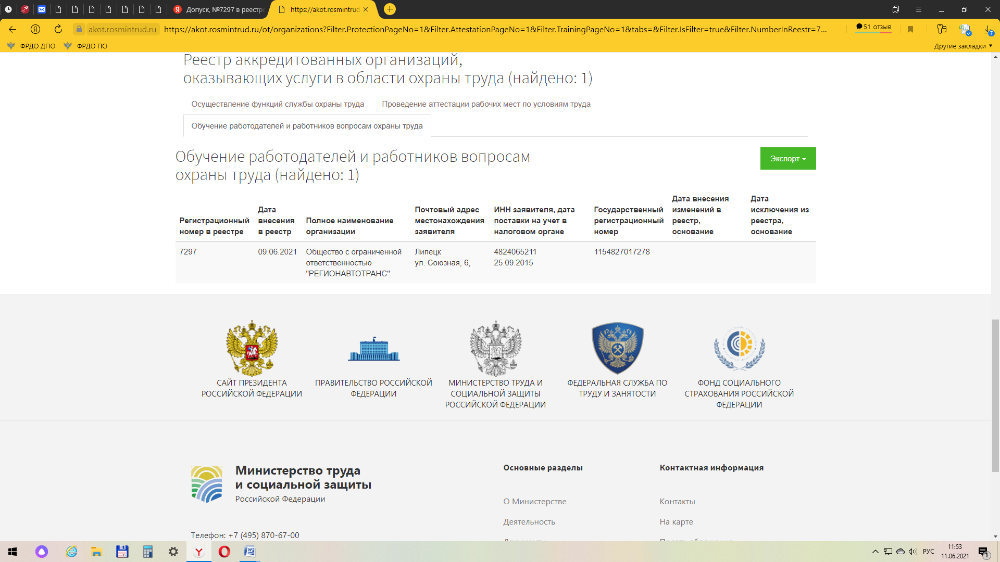 Допуск, №7297 в реестре
https://akot.rosmintrud
akot.rosmintrud.ru
https://akot.rosmintrud.ru/ot/organizations?Filter.ProtectionPageNo=1&Filter.AttestationPageNo=1&Filter.TrainingPageNo=1&tabs=&Filter.IsFilter=true&Filter.NumberInReestr=7...
51 отзыв
7
ФРДО ДПО
ФРДО ПО
Другие закладки
Реестр аккредитованных организаций,
оказывающих услуги в области охраны труда (найдено: 1)
Осуществление функций службы охраны труда
Проведение аттестации рабочих мест по условиям труда
Обучение работодателей и работников вопросам охраны труда
Обучение работодателей и работников вопросам
охраны труда (найдено: 1)
Экспорт
Регистрационный
номер в реестре
Дата
внесения
в реестр
Полное наименование
организации
Почтовый адрес
местонахождения
заявителя
ИНН заявителя, дата
поставки на учет в
налоговом органе
Государственный
регистрационный
номер
Дата внесения
изменений в
реестр,
основание
Дата
исключения из
реестра,
основание
7297
09.06.2021
Общество с ограниченной
ответственностью
"РЕГИОНАВТОТРАНС"
Липецк
ул. Союзная, 6,
4824065211
25.09.2015
1154827017278
САЙТ ПРЕЗИДЕНТА
РОССИЙСКОЙ ФЕДЕРАЦИИ
ПРАВИТЕЛЬСТВО РОССИЙСКОЙ
ФЕДЕРАЦИИ
МИНИСТЕРСТВО ТРУДА И
СОЦИАЛЬНОЙ ЗАЩИТЫ
РОССИЙСКОЙ ФЕДЕРАЦИИ
ФЕДЕРАЛЬНАЯ СЛУЖБА ПО
ТРУДУ И ЗАНЯТОСТИ
ФОНД СОЦИАЛЬНОГО
СТРАХОВАНИЯ РОССИЙСКОЙ
ФЕДЕРАЦИИ
Министерство труда
и социальной защиты
Российской Федерации
Телефон: +7 (495) 870-67-00
Основные разделы
О Министерстве
Деятельность
Документы
Контактная информация
Контакты
На карте
РУС
11:53
11.06.2021
1